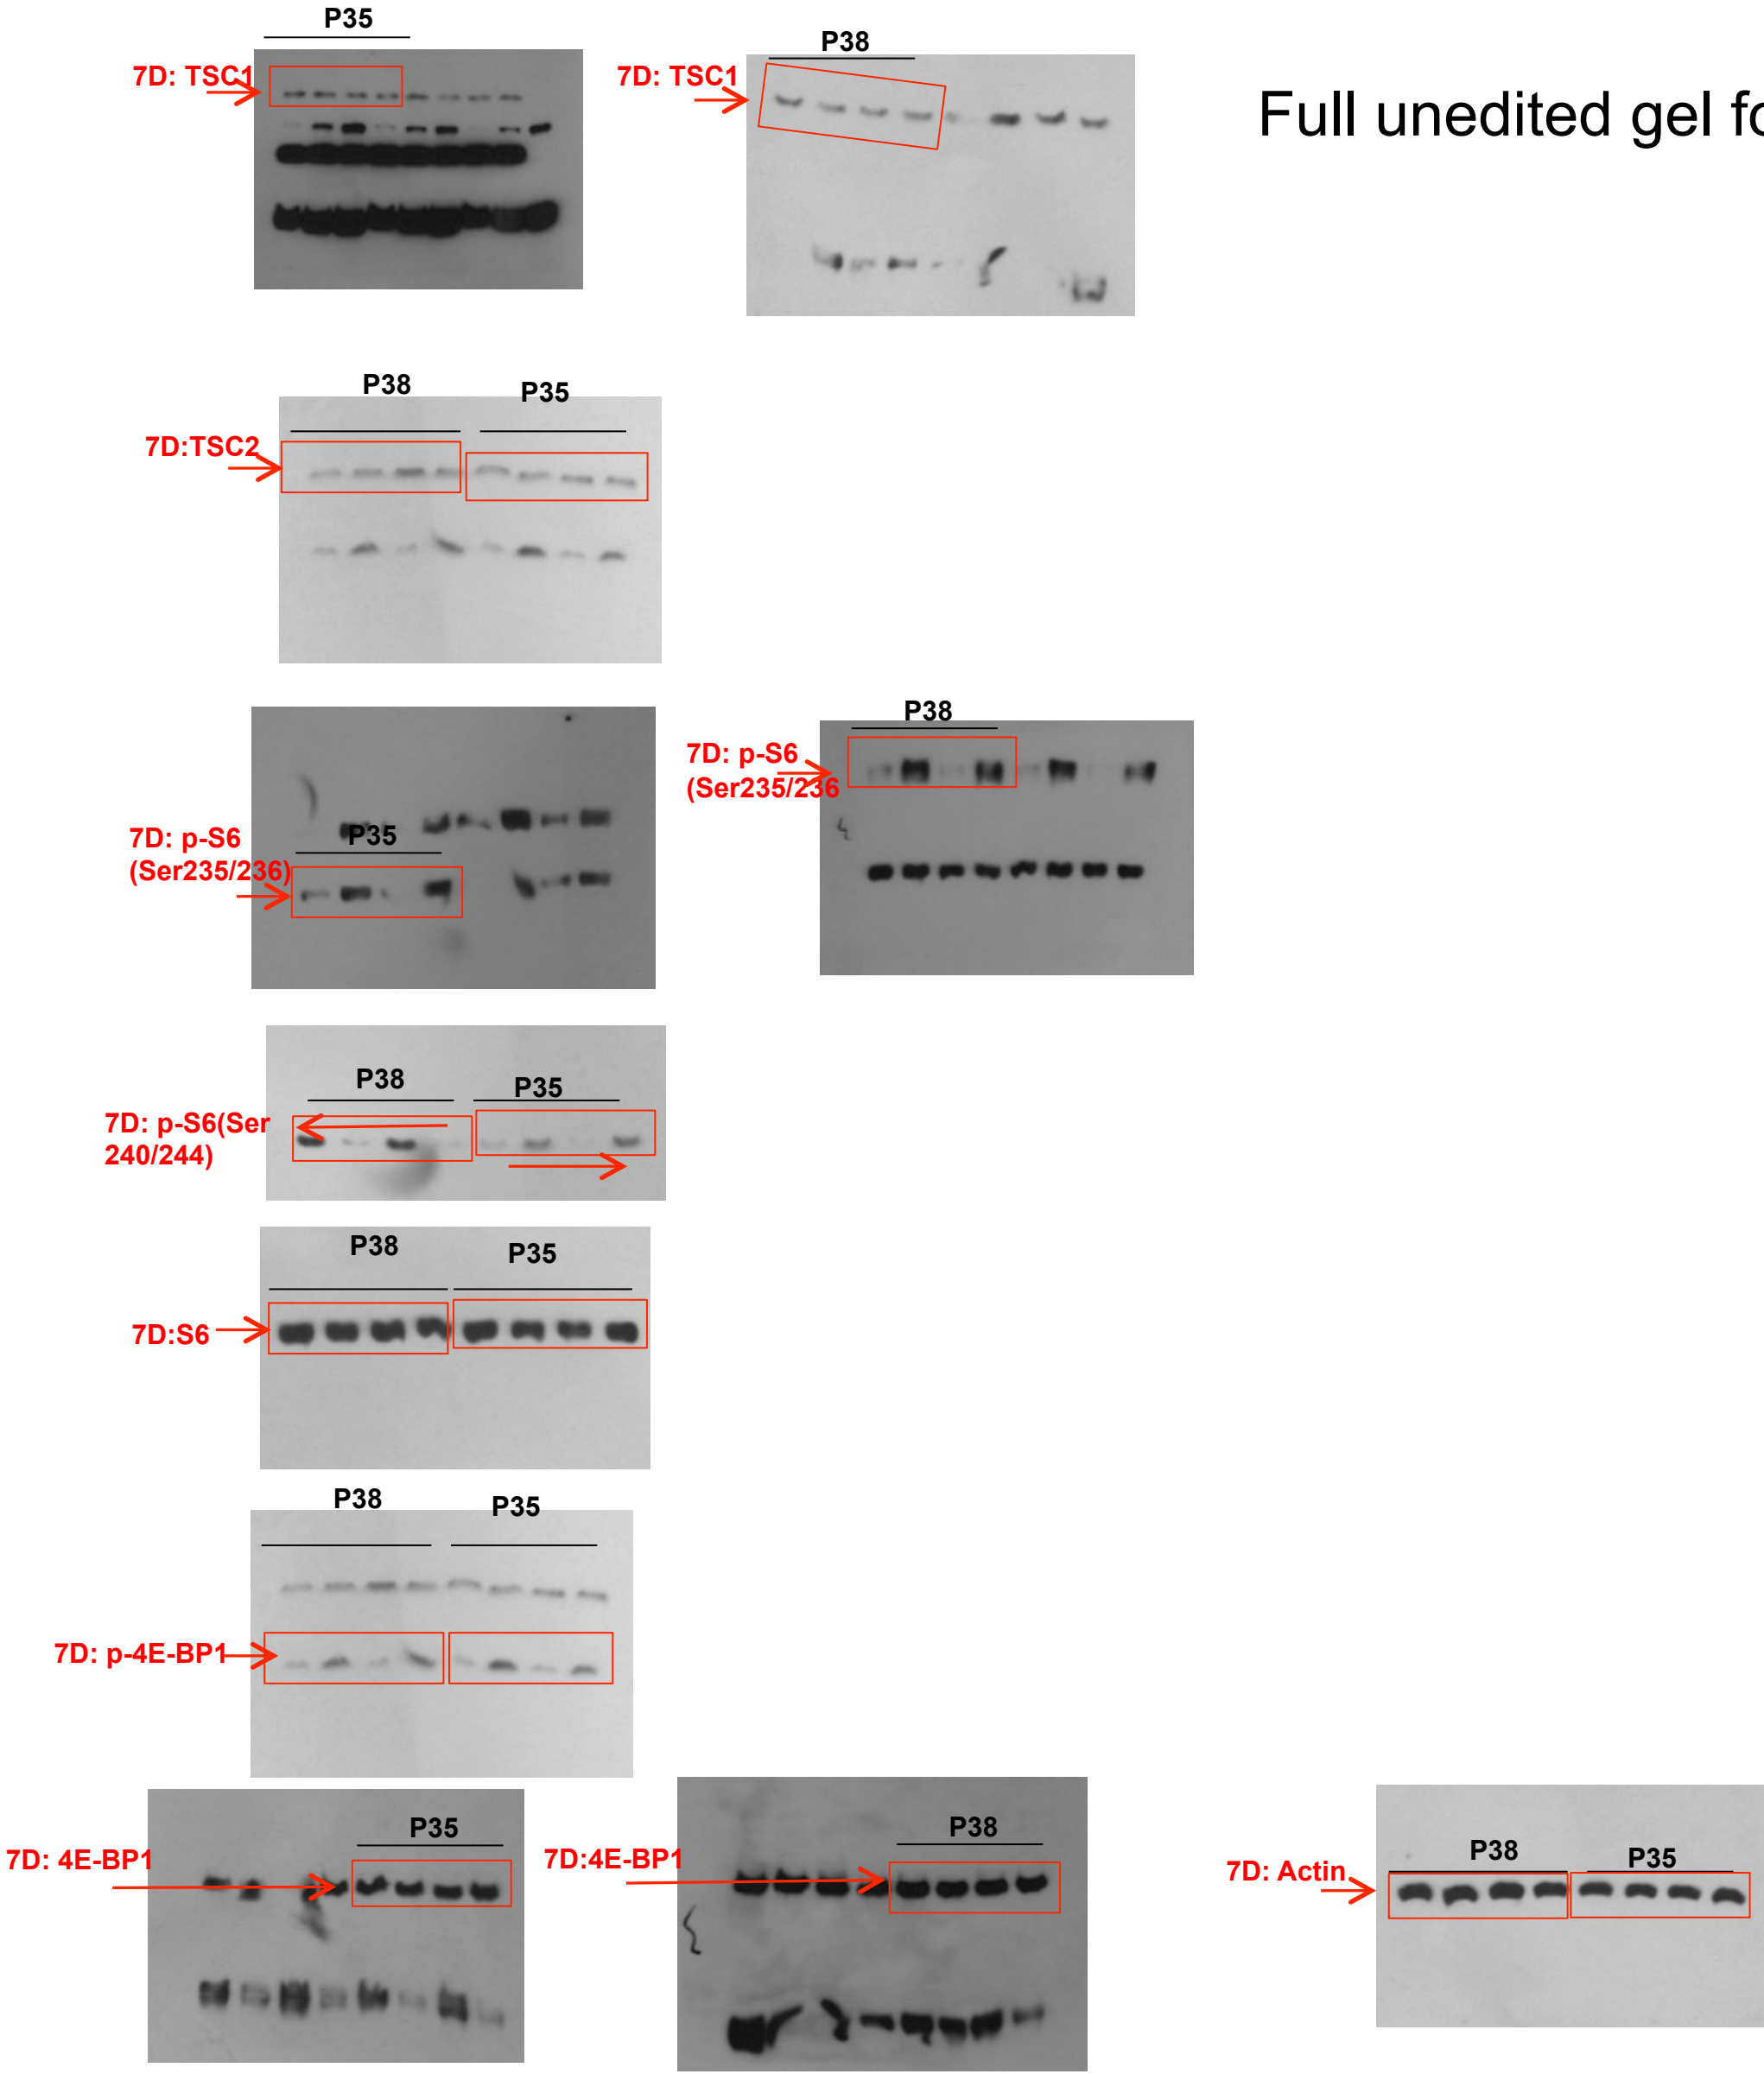 P35
7D: TSC1
P38
7D: TSC1
Full unedited gel fo
P38
P35
7D:TSC2
P35
7D: p-S6
(Ser235/236)
P38
7D: p-S6
(Ser235/236
P38
P35
7D: p-S6(Ser
240/244)
P38
P35
7D:S6
P38
P35
7D: p-4E-BP1
P35
7D: 4E-BP1
P38
7D:4E-BP1
P38
P35
7D: Actin